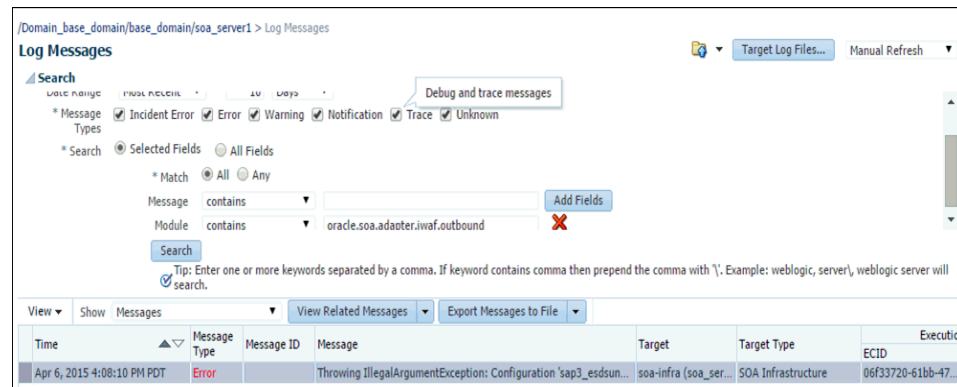 /Domain_base_domain/base_domain/soa_server1 > Log Messages
Log Messages
Target Log Files...
Manual Refresh
Search
Date Range Most Recent 10 Days
Debug and trace messages
* Message Types Incident Error Error Warning Notification Trace Unknown
* Search Selected Fields All Fields
* Match All Any
Message contains Add Fields
Module contains oracle.soa.adapter.iwaf.outbound
Search
Tip: Enter one or more keywords separated by a comma. If keyword contains comma then prepend the comma with '\'. Example: weblogic, server\, weblogic server will
search.
View Show Messages View Related Messages Export Messages to File
Time Message Type Message ID Message Target Target Type Executio
ECID
Apr 6, 2015 4:08:10 PM PDT Error Throwing IllegalArgumentException: Configuration 'sap3_esdsun... soa-infra (soa_ser... SOA Infrastructure 06f33720-61bb-47...